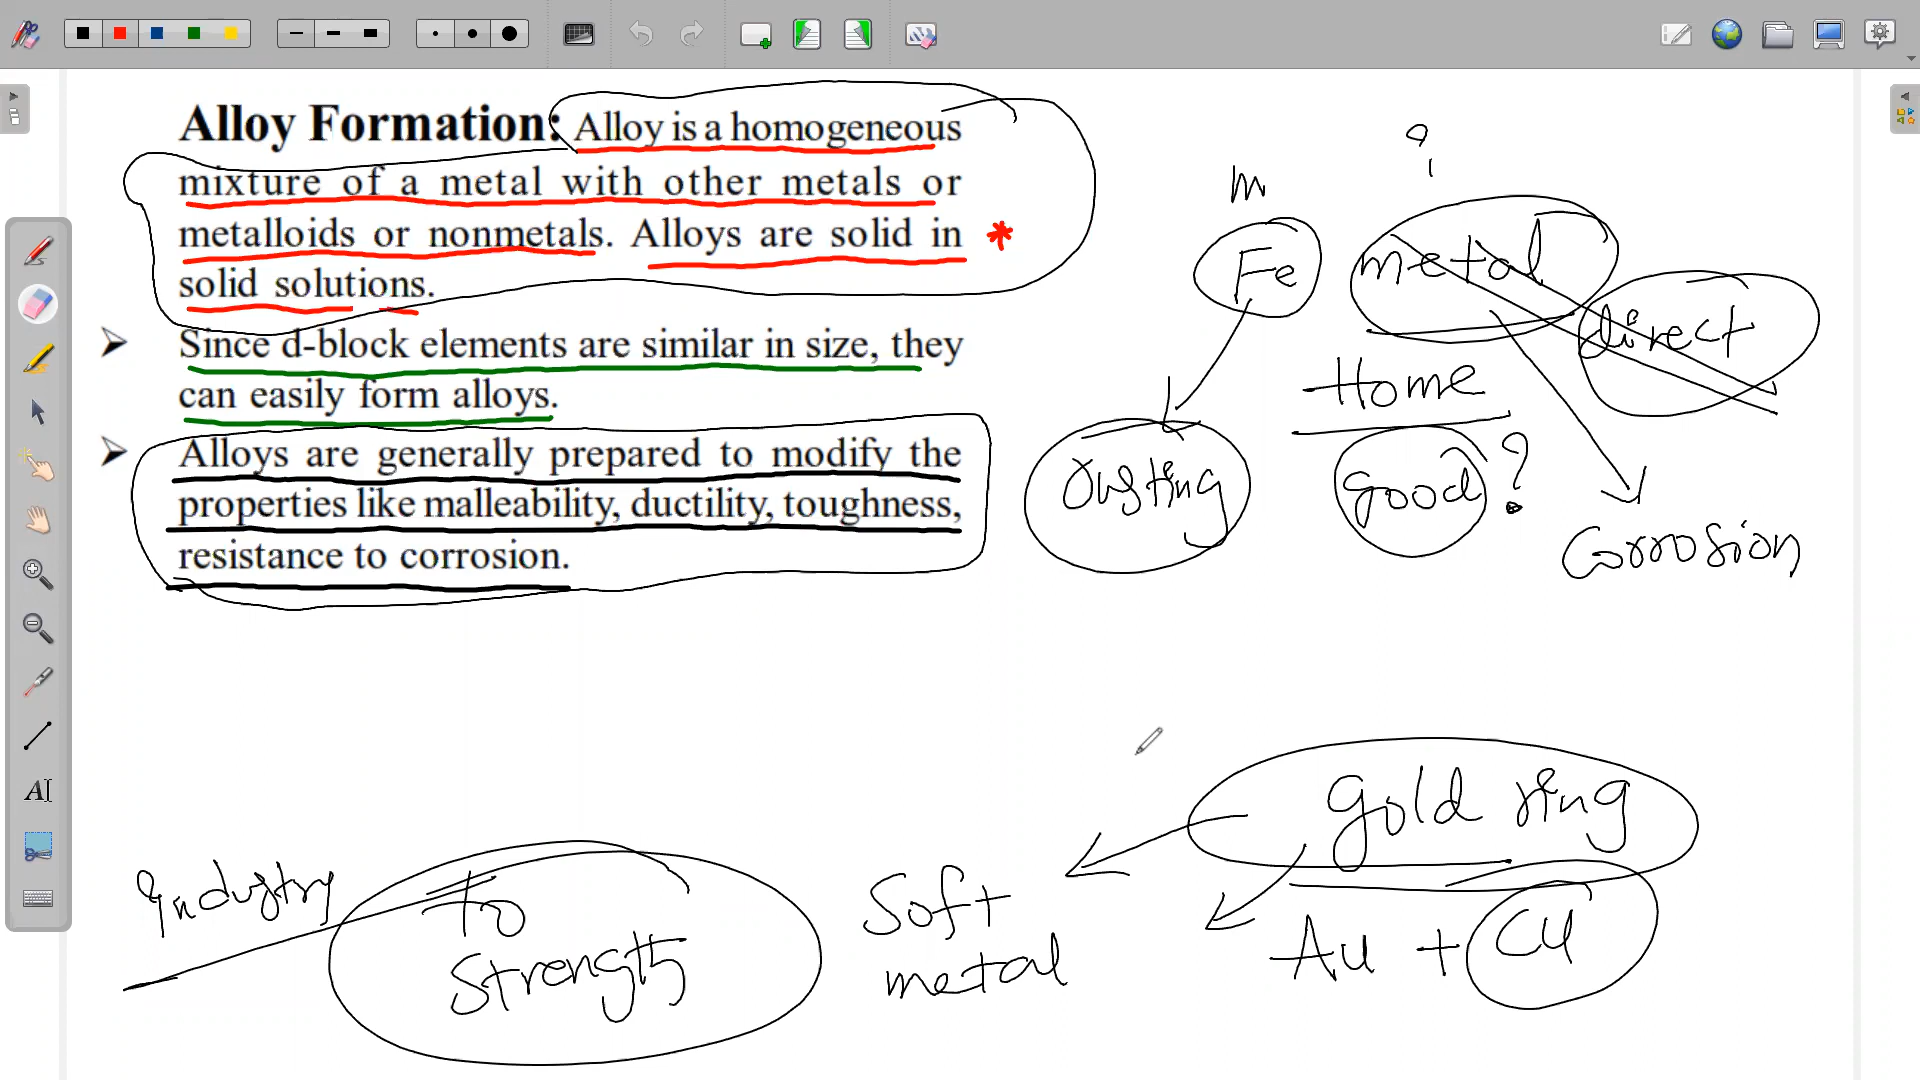 Alloy Formation: Alloy is a homogeneous
mixture of a metal with other metals or
metalloids or nonmetals. Alloys are solid in *
solid solutions.
➢ Since d-block elements are similar in size, they
can easily form alloys.
➢ Alloys are generally prepared to modify the
properties like malleability, ductility, toughness,
resistance to corrosion.
?
m
Fe
metal
direct
Home
good ?
rusting
Corrosion
gold ring
Au + Cu
Soft
metal
Industry
To
Strength